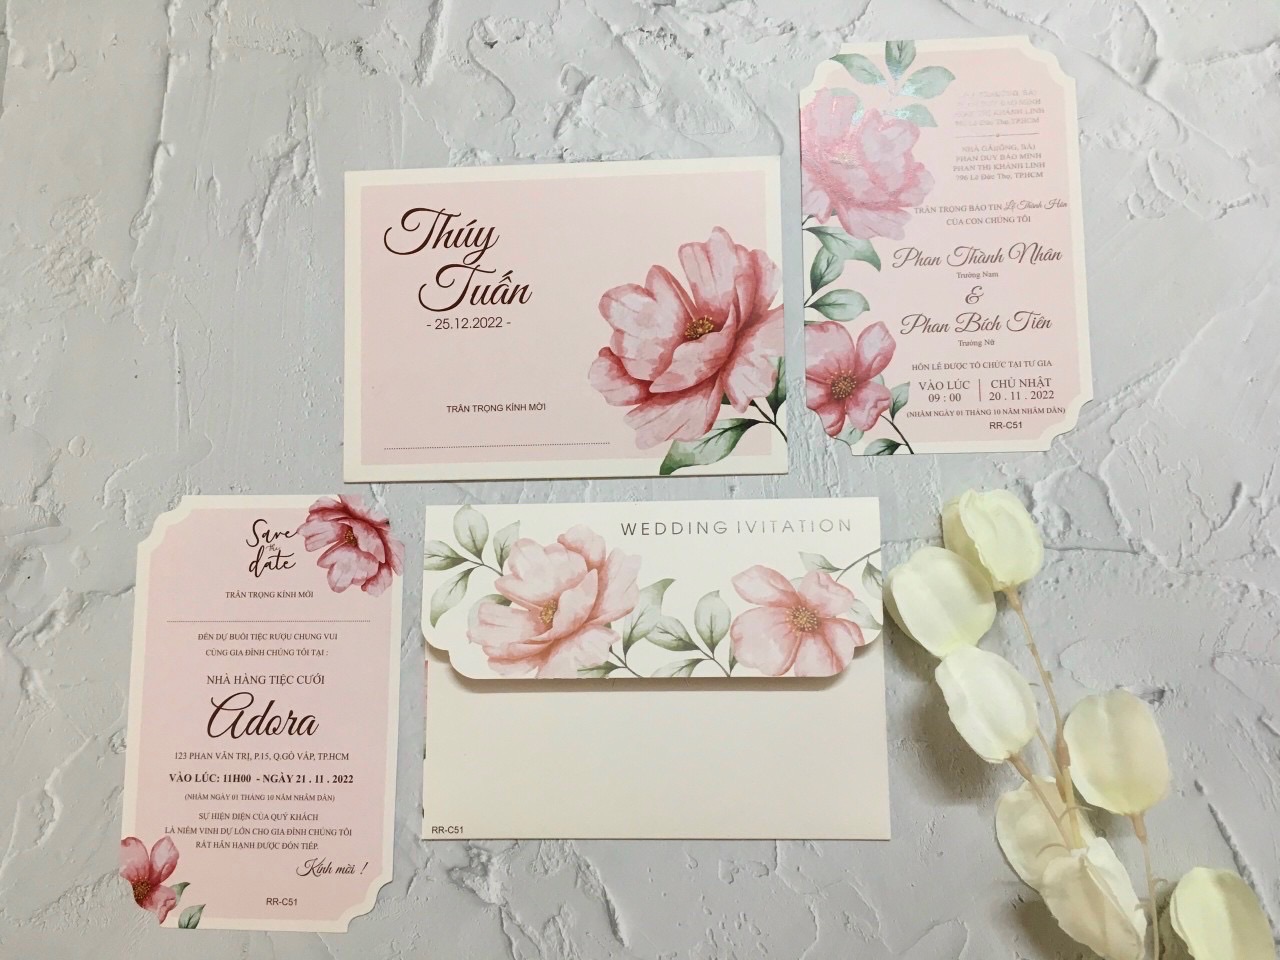 Thúy
Tuấn
- 25.12.2022 -
TRÂN TRỌNG KÍNH MỜI
PHAN DUY BẢO MINH
PHAN THỊ KHÁNH LINH
796 Lê Đức Thọ, TPHCM
TRÂN TRỌNG BÁO TIN Lễ Thành Hôn
CỦA CON CHÚNG TÔI
Phan Thành Nhân
Trưởng Nam
&
Phan Bích Tiên
Trưởng Nữ
HÔN LỄ ĐƯỢC TỔ CHỨC TẠI TƯ GIA
VÀO LÚC
09 : 00
CHỦ NHẬT
20 . 11 . 2022
(NHẰM NGÀY 01 THÁNG 10 NĂM NHÂM DẦN)
RR-C51
Save
the
date
TRÂN TRỌNG KÍNH MỜI
ĐẾN DỰ BUỔI TIỆC RƯỢU CHUNG VUI
CÙNG GIA ĐÌNH CHÚNG TÔI TẠI :
NHÀ HÀNG TIỆC CƯỚI
Adora
123 PHAN VĂN TRỊ, P.15, Q.GÒ VẤP, TP.HCM
VÀO LÚC: 11H00 - NGÀY 21 . 11 . 2022
(NHẰM NGÀY 01 THÁNG 10 NĂM NHÂM DẦN)
SỰ HIỆN DIỆN CỦA QUÝ KHÁCH
LÀ NIỀM VINH DỰ LỚN CHO GIA ĐÌNH CHÚNG TÔI
RẤT HÂN HẠNH ĐƯỢC ĐÓN TIẾP.
Kính mời !
RR-C51
WEDDING IVITATION
RR-C51